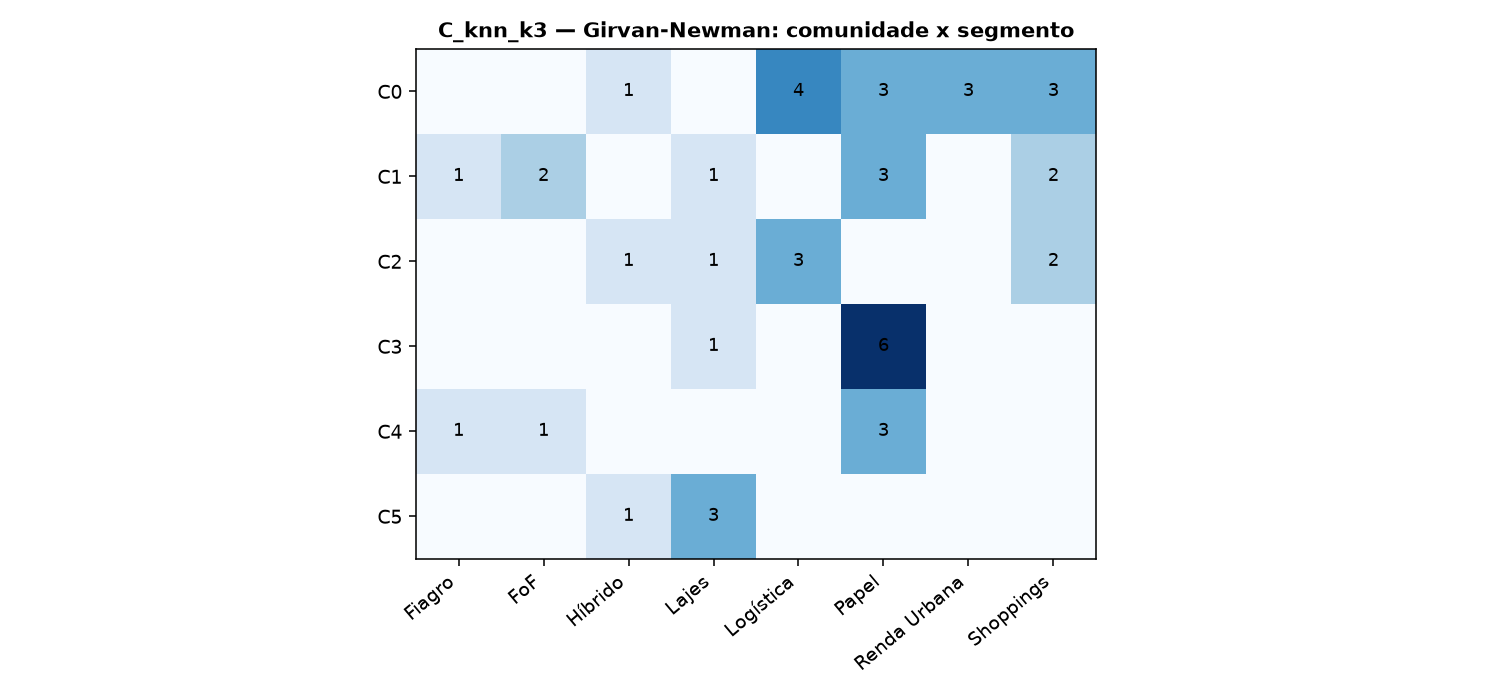 C_knn_k3 — Girvan-Newman: comunidade x segmento
C0 1 4 3 3 3
C1 1 2 1 3 2
C2 1 1 3 2
C3 1 6
C4 1 1 3
C5 1 3
Fiagro FoF Híbrido Lajes Logística Papel Renda Urbana Shoppings